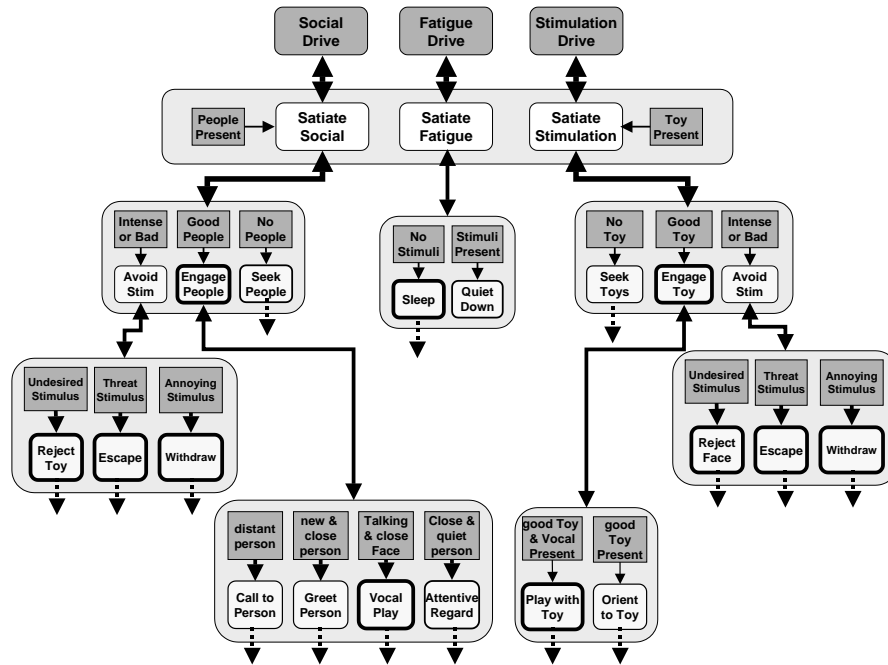 Social
Drive
Fatigue
Drive
Stimulation
Drive
People
Present
Satiate
Social
Satiate
Fatigue
Satiate
Stimulation
Toy
Present
Intense
or Bad
Good
People
No
People
Avoid
Stim
Engage
People
Seek
People
No
Stimuli
Stimuli
Present
Sleep
Quiet
Down
No
Toy
Good
Toy
Intense
or Bad
Seek
Toys
Engage
Toy
Avoid
Stim
Undesired
Stimulus
Threat
Stimulus
Annoying
Stimulus
Reject
Toy
Escape
Withdraw
Undesired
Stimulus
Threat
Stimulus
Annoying
Stimulus
Reject
Face
Escape
Withdraw
distant
person
new &
close
person
Talking
& close
Face
Close &
quiet
person
Call to
Person
Greet
Person
Vocal
Play
Attentive
Regard
good Toy
& Vocal
Present
good
Toy
Present
Play with
Toy
Orient
to Toy